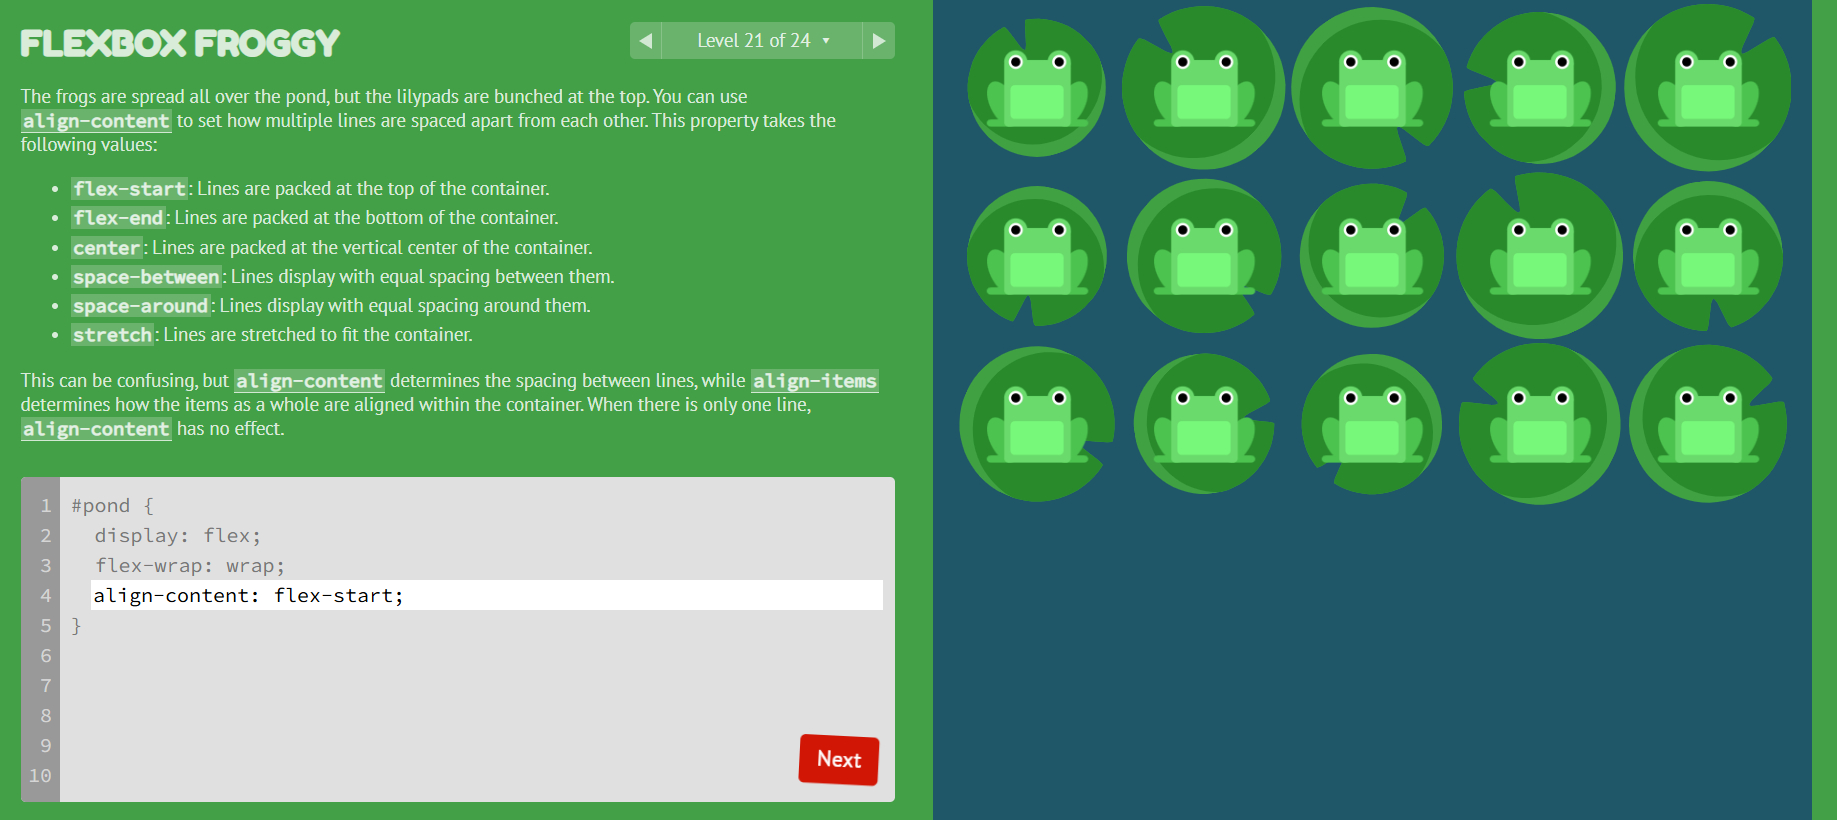 FLEXBOX FROGGY
Level 21 of 24
The frogs are spread all over the pond, but the lilypads are bunched at the top. You can use
align-content to set how multiple lines are spaced apart from each other. This property takes the
following values:
• flex-start: Lines are packed at the top of the container.
• flex-end: Lines are packed at the bottom of the container.
• center: Lines are packed at the vertical center of the container.
• space-between: Lines display with equal spacing between them.
• space-around: Lines display with equal spacing around them.
• stretch: Lines are stretched to fit the container.
This can be confusing, but align-content determines the spacing between lines, while align-items
determines how the items as a whole are aligned within the container. When there is only one line,
align-content has no effect.
1 #pond {
2 display: flex;
3 flex-wrap: wrap;
4 align-content: flex-start;
5 }
6
7
8
9
10
Next